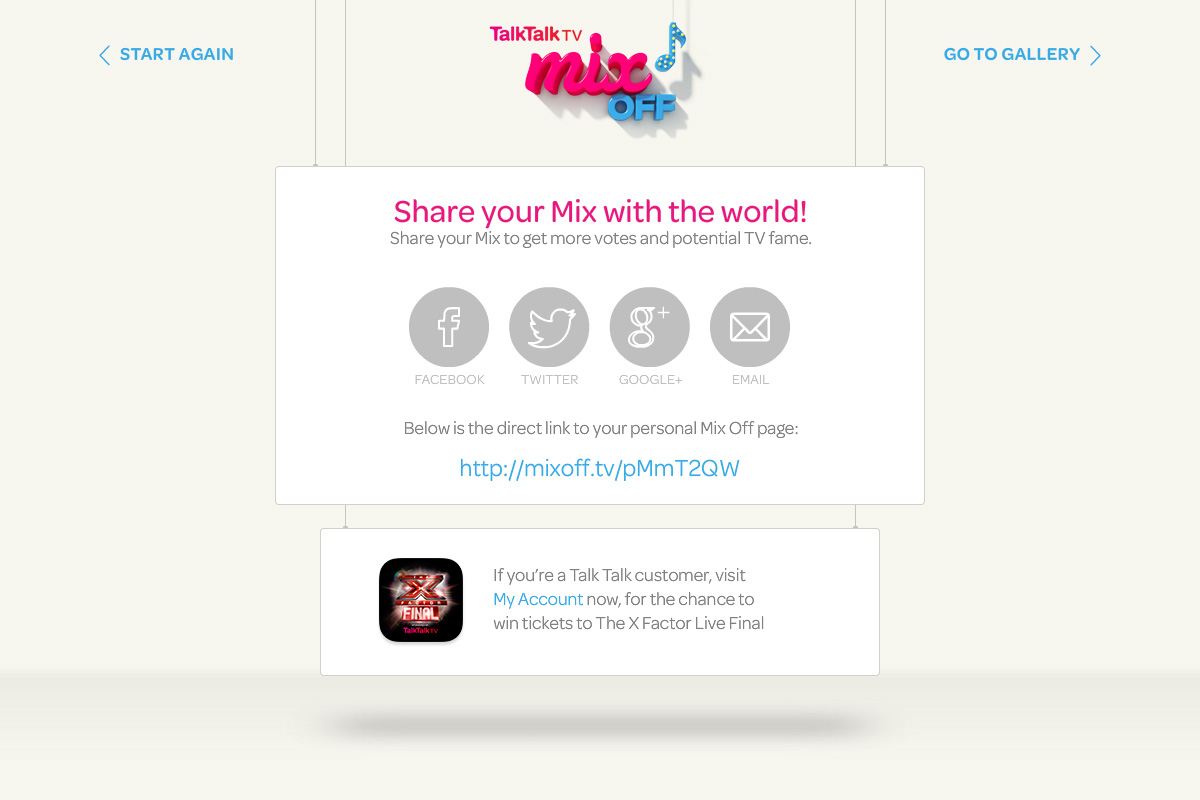 START AGAIN
TalkTalk TV
mix
OFF
GO TO GALLERY
Share your Mix with the world!
Share your Mix to get more votes and potential TV fame.
FACEBOOK
TWITTER
GOOGLE+
EMAIL
Below is the direct link to your personal Mix Off page:
http://mixoff.tv/pMmT2QW
THE
X
FACTOR
FINAL
TalkTalk TV
If you’re a Talk Talk customer, visit
My Account now, for the chance to
win tickets to The X Factor Live Final